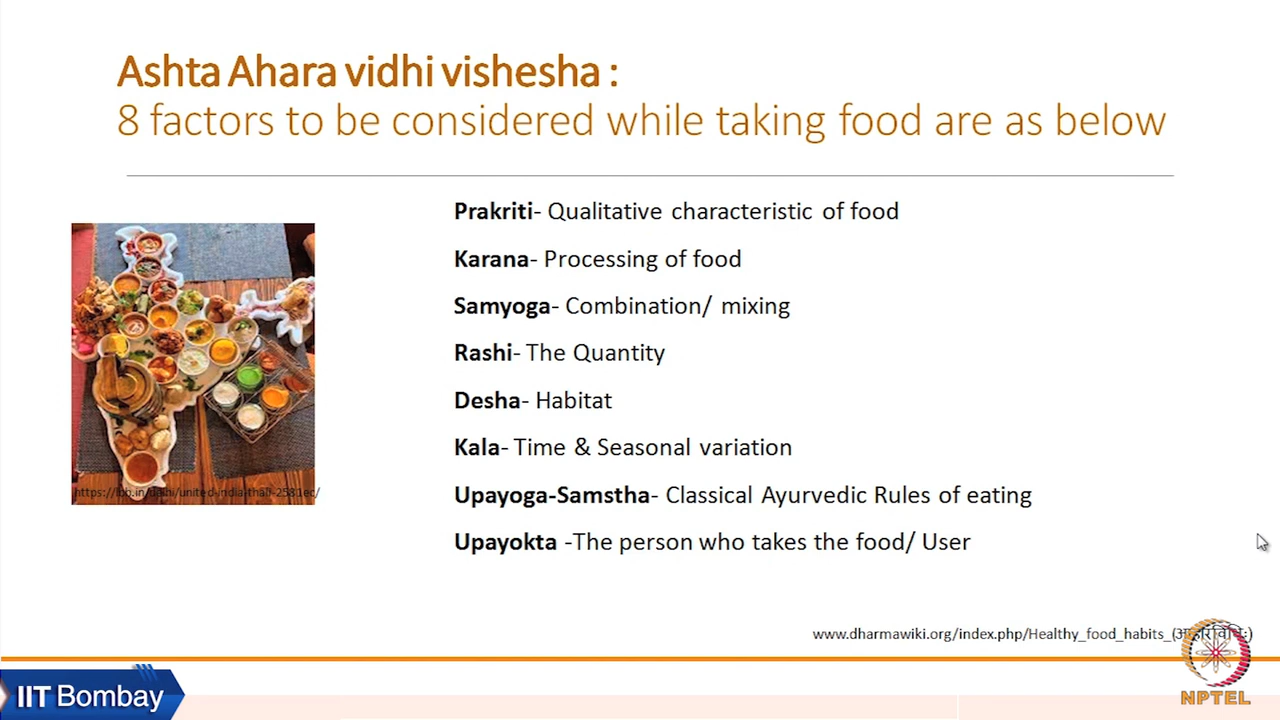 Ashta Ahara vidhi vishesha :
8 factors to be considered while taking food are as below
Prakriti- Qualitative characteristic of food
Karana- Processing of food
Samyoga- Combination/ mixing
Rashi- The Quantity
Desha- Habitat
Kala- Time & Seasonal variation
Upayoga-Samstha- Classical Ayurvedic Rules of eating
Upayokta -The person who takes the food/ User
www.dharmawiki.org/index.php/Healthy_food_habits_
IIT Bombay
NPTEL